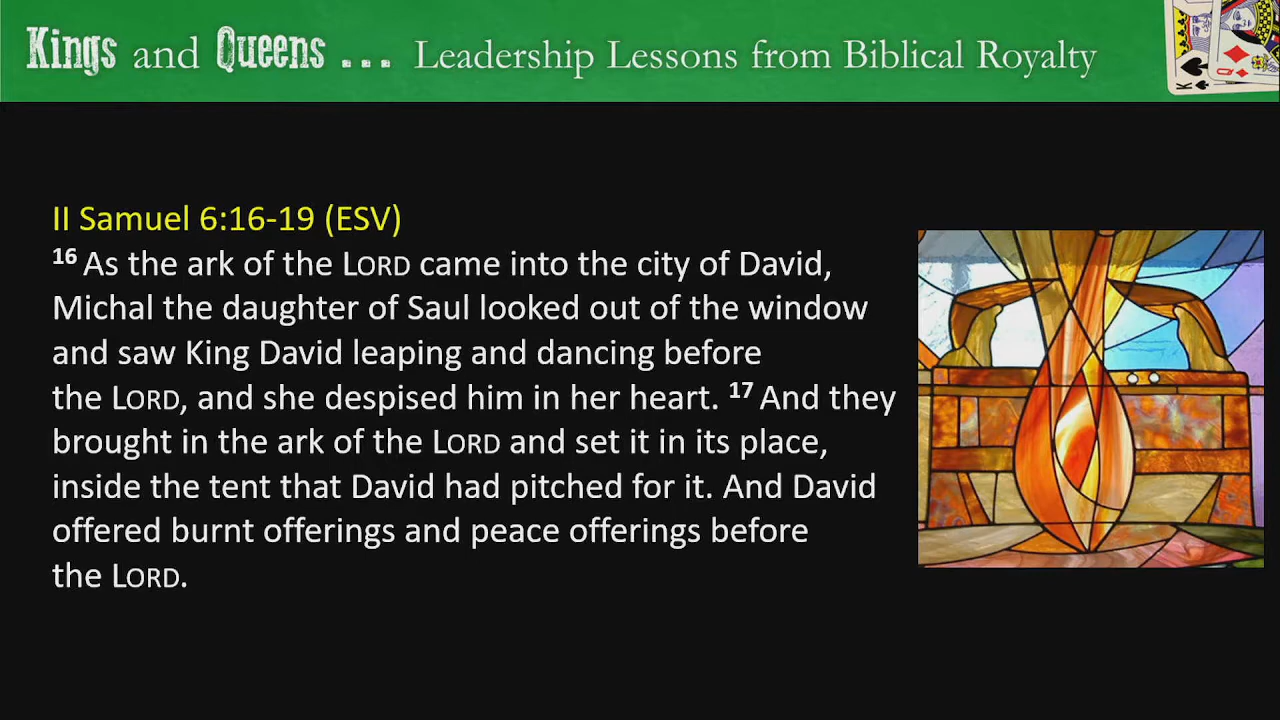 Kings and Queens ... Leadership Lessons from Biblical Royalty
K Q
II Samuel 6:16-19 (ESV)
16 As the ark of the LORD came into the city of David,
Michal the daughter of Saul looked out of the window
and saw King David leaping and dancing before
the LORD, and she despised him in her heart. 17 And they
brought in the ark of the LORD and set it in its place,
inside the tent that David had pitched for it. And David
offered burnt offerings and peace offerings before
the LORD.